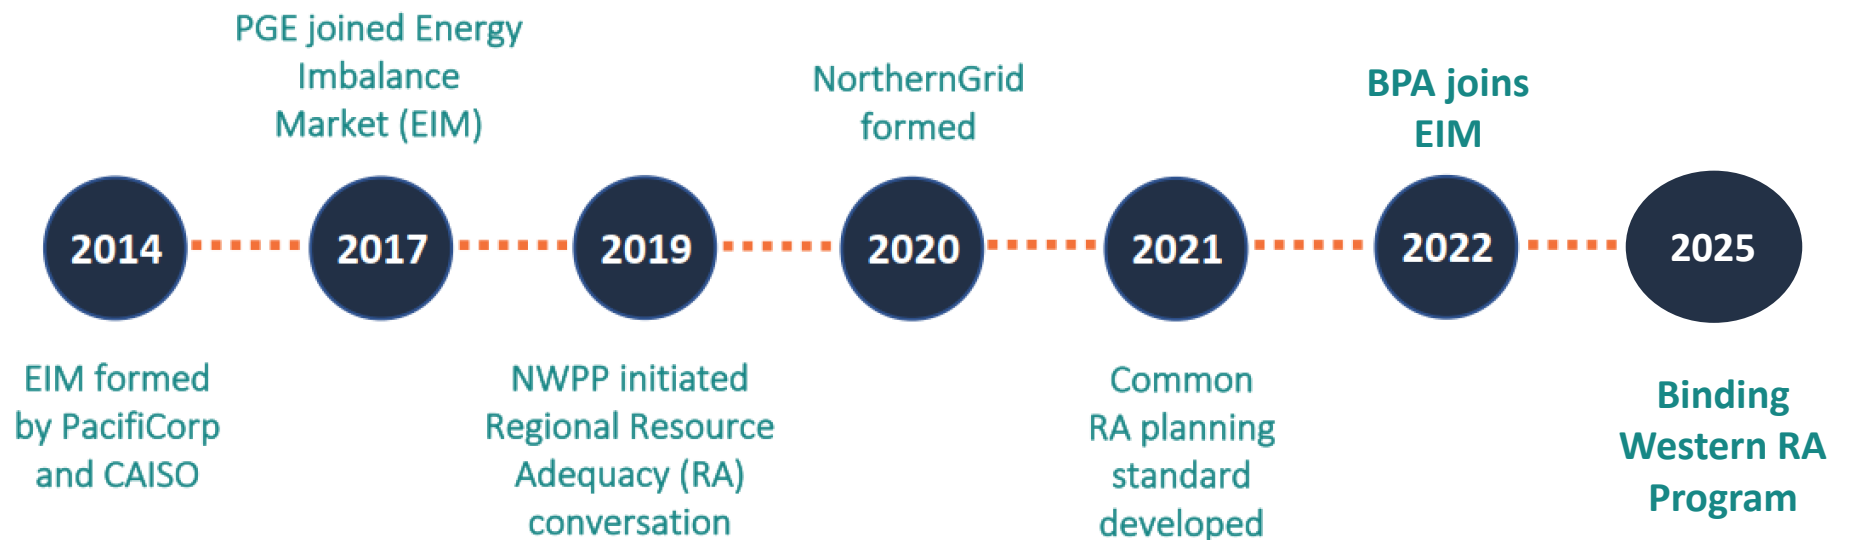 PGE joined Energy
Imbalance
Market (EIM)
NorthernGrid
formed
BPA joins
EIM
2014
2017
2019
2020
2021
2022
2025
EIM formed
by PacifiCorp
and CAISO
NWPP initiated
Regional Resource
Adequacy (RA)
conversation
Common
RA planning
standard
developed
Binding
Western RA
Program